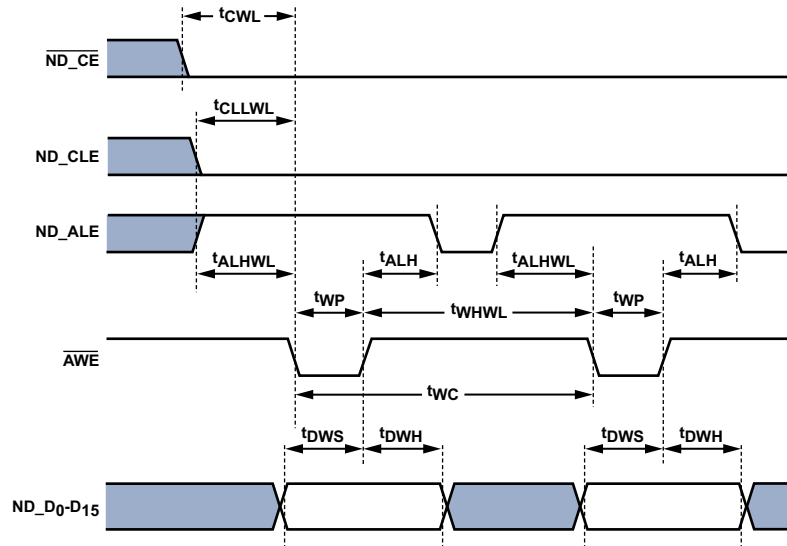 tCWL
ND_CE
tCLLWL
ND_CLE
ND_ALE
tALHWL tALH tALHWL tALH
tWP tWHWL tWP
AWE
tWC
tDWS tDWH tDWS tDWH
ND_D0-D15